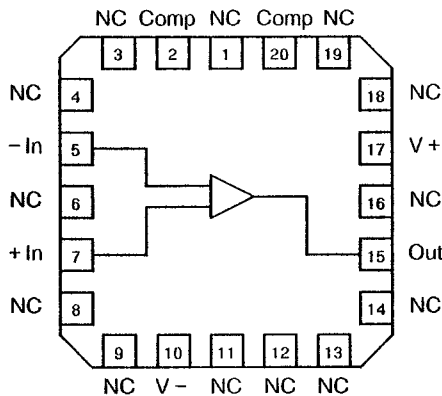 NC Comp NC Comp NC
3 2 1 20 19
NC 4 18 NC
– In 5 17 V +
NC 6 16 NC
+ In 7 15 Out
NC 8 14 NC
9 10 11 12 13
NC V – NC NC NC